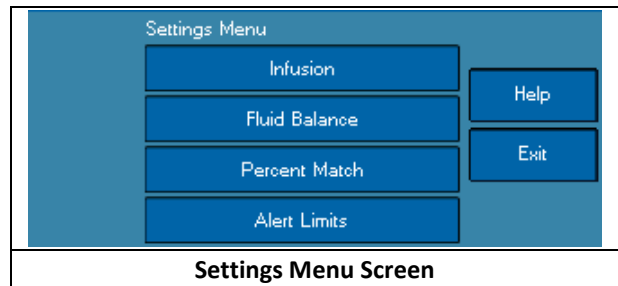 Settings Menu
Infusion
Fluid Balance
Percent Match
Alert Limits
Help
Exit
Settings Menu Screen